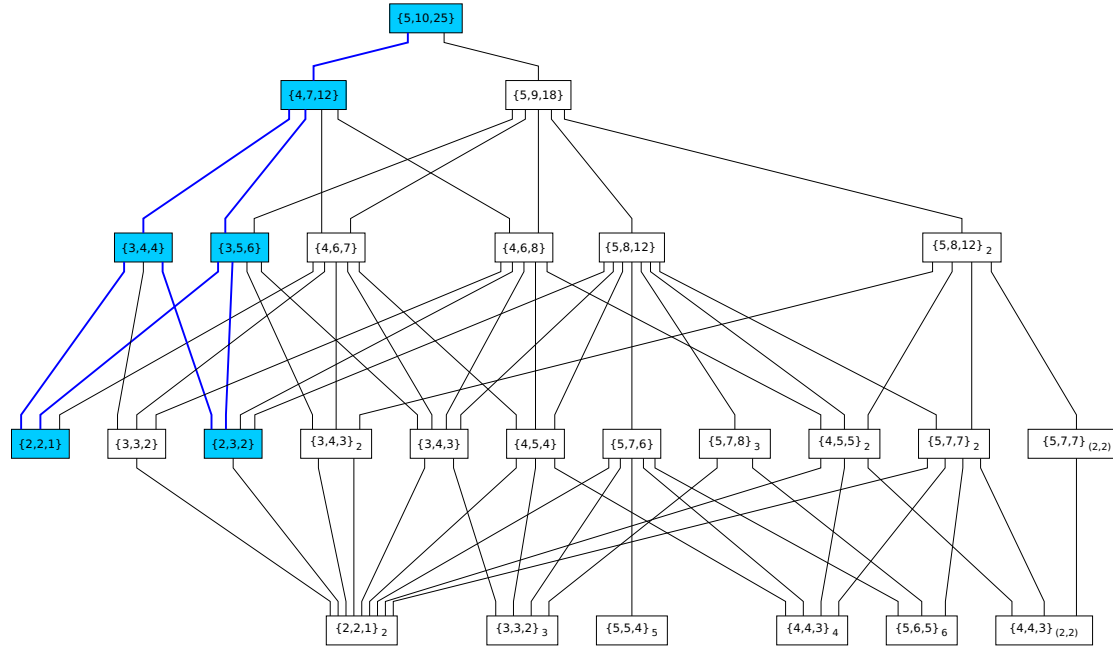 {5,10,25}
{4,7,12} {5,9,18}
{3,4,4} {3,5,6} {4,6,7} {4,6,8} {5,8,12} {5,8,12} 2
{2,2,1} {3,3,2} {2,3,2} {3,4,3} 2 {3,4,3} {4,5,4} {5,7,6} {5,7,8} 3 {4,5,5} 2 {5,7,7} 2 {5,7,7} (2,2)
{2,2,1} 2 {3,3,2} 3 {5,5,4} 5 {4,4,3} 4 {5,6,5} 6 {4,4,3} (2,2)